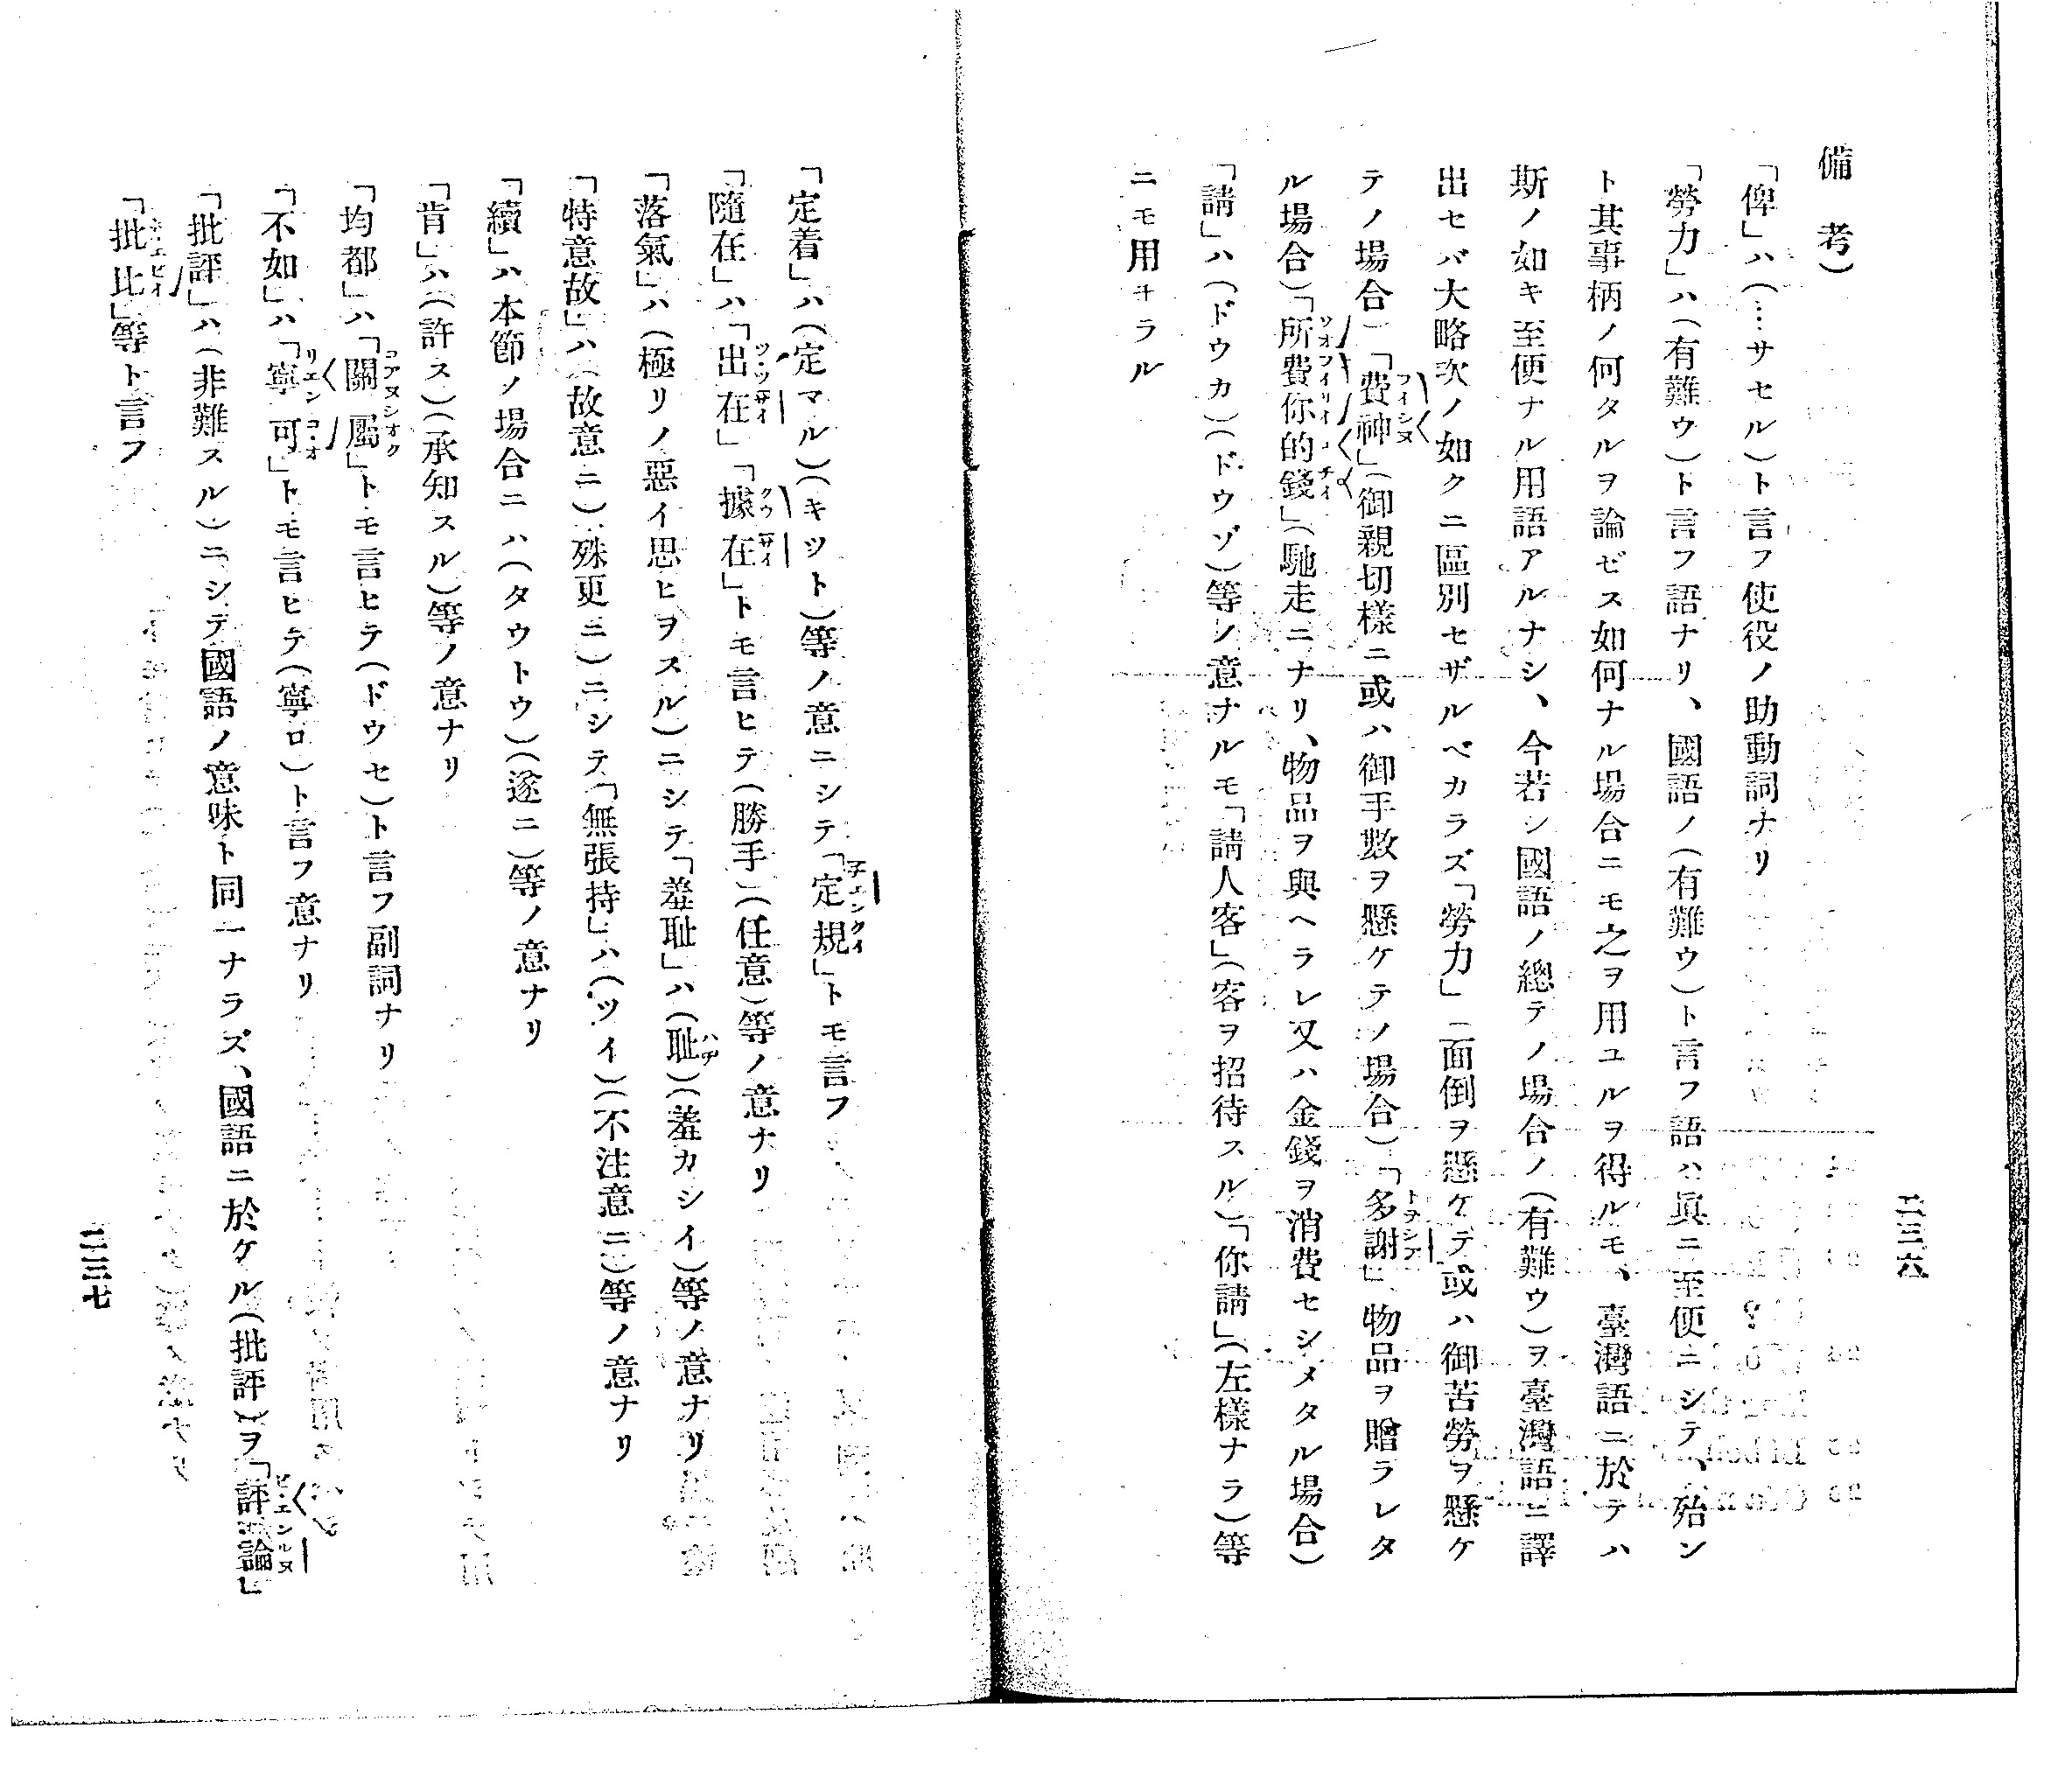 備考)
「俾」ハ(…サセル)ト言フ使役ノ助動詞ナリ
「勞力」ハ(有難ウ)ト言フ語ナリ、國語ノ(有難ウ)ト言フ語ハ眞ニ至便ニシテ、殆ン
ト其事柄ノ何タルヲ論ゼス如何ナル場合ニモ之ヲ用ユルヲ得ルモ、臺灣語ニ於テハ
斯ノ如キ至便ナル用語アルナシ、今若シ國語ノ總テノ場合ノ(有難ウ)ヲ臺灣語ニ譯
出セバ大略次ノ如クニ區別セザルベカラズ「勞力」(面倒ヲ懸ケテ或ハ御苦勞ヲ懸ケ
テノ場合)「費神」(御親切樣ニ或ハ御手數ヲ懸ケテノ場合)「多謝」(物品ヲ贈ラレタ
ル場合)「所費你的錢」(馳走ニナリ、物品ヲ與ヘラレ又ハ金錢ヲ消費セシメタル場合)
「請」ハ(ドウカ)(ドウゾ)等ノ意ナルモ「請人客」(客ヲ招待スル)「你請」(左樣ナラ)等
ニモ用ヰラル
二三六
「定着」ハ(定マル)(キツト)等ノ意ニシテ「定規」トモ言フ
「隨在」ハ「出在」「據在」トモ言ヒテ(勝手)(任意)等ノ意ナリ
「落氣」ハ(極リノ惡イ思ヒヲスル)ニシテ「羞耻」ハ(耻)(羞カシイ)等ノ意ナリ
「特意故」ハ(故意ニ)(殊更ニ)ニシテ「無張持」ハ(ツイ)(不注意ニ)等ノ意ナリ
「續」ハ本節ノ場合ニハ(タウトウ)(遂ニ)等ノ意ナリ
「肯」ハ(許ス)(承知スル)等ノ意ナリ
「均都」ハ「關屬」トモ言ヒテ(ドウセ)ト言フ副詞ナリ
「不如」ハ「寧可」トモ言ヒテ(寧ロ)ト言フ意ナリ
「批評」ハ(非難スル)ニシテ國語ノ意味ト同一ナラズ、國語ニ於ケル(批評)ヲ「評論」
「批比」等ト言フ
二三七